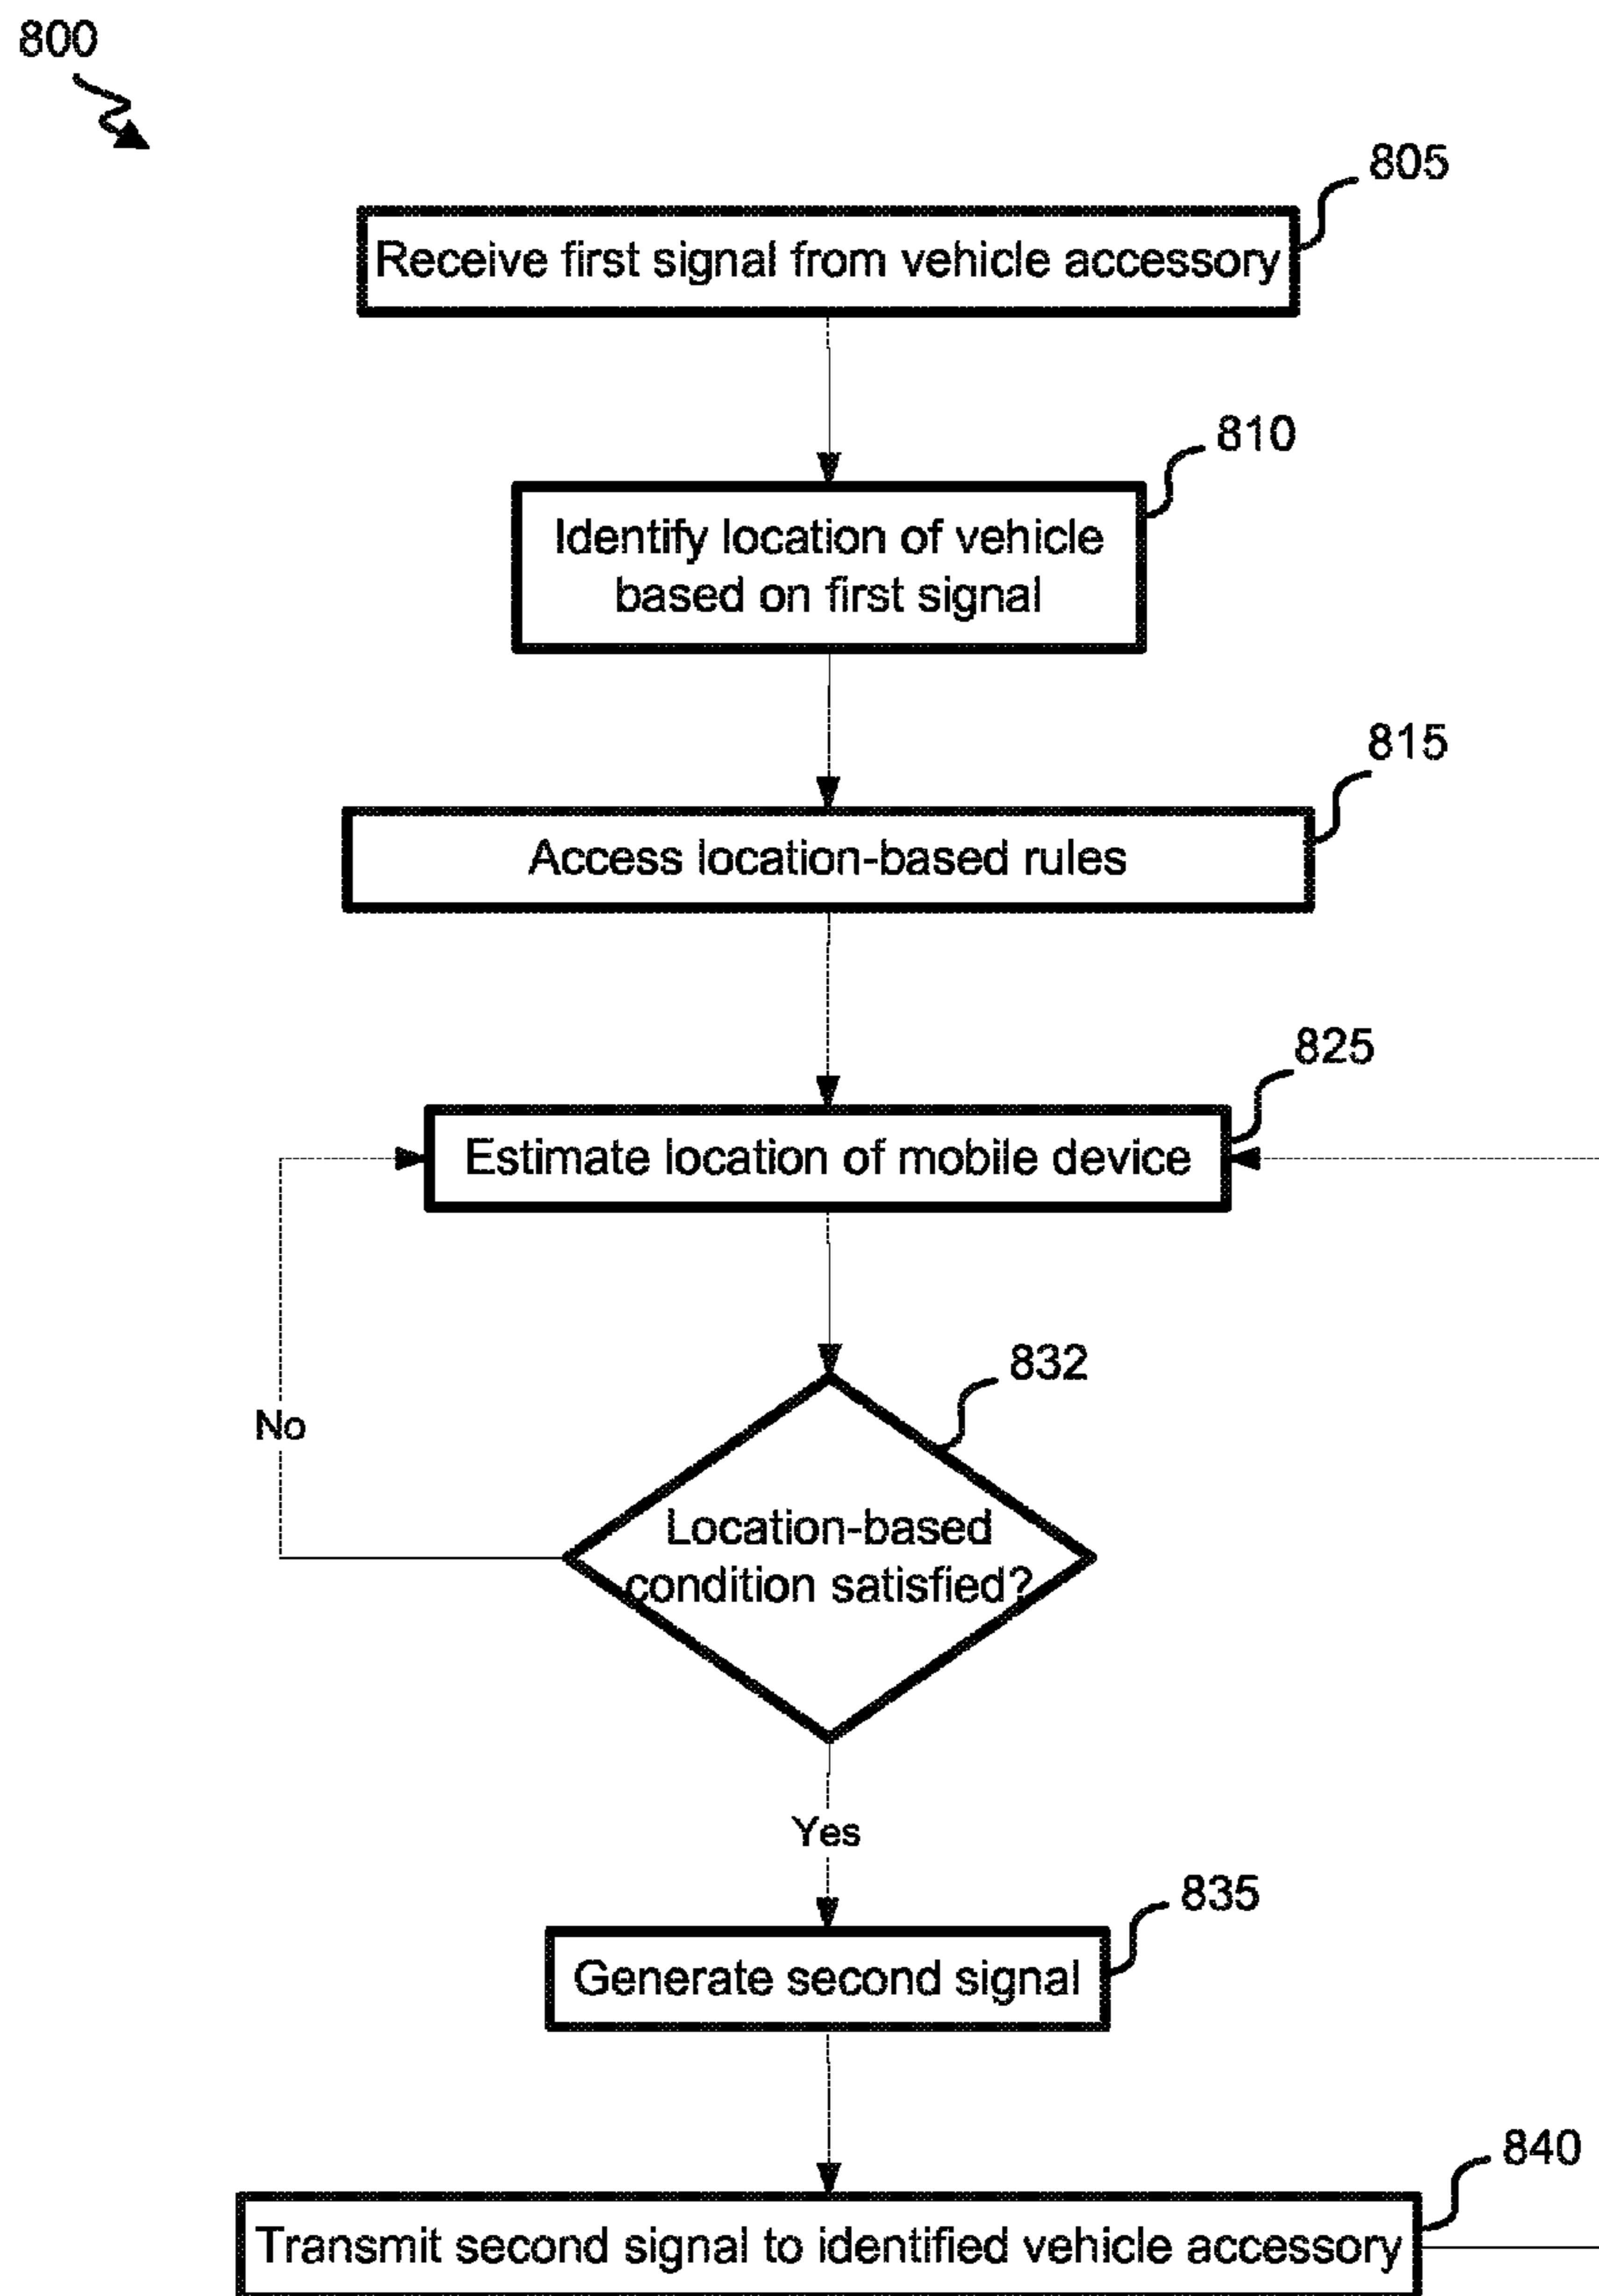 800
805
Receive first signal from vehicle accessory
810
Identify location of vehicle
based on first signal
815
Access location-based rules
825
Estimate location of mobile device
832
No
Location-based
condition satisfied?
Yes
835
Generate second signal
840
Transmit second signal to identified vehicle accessory